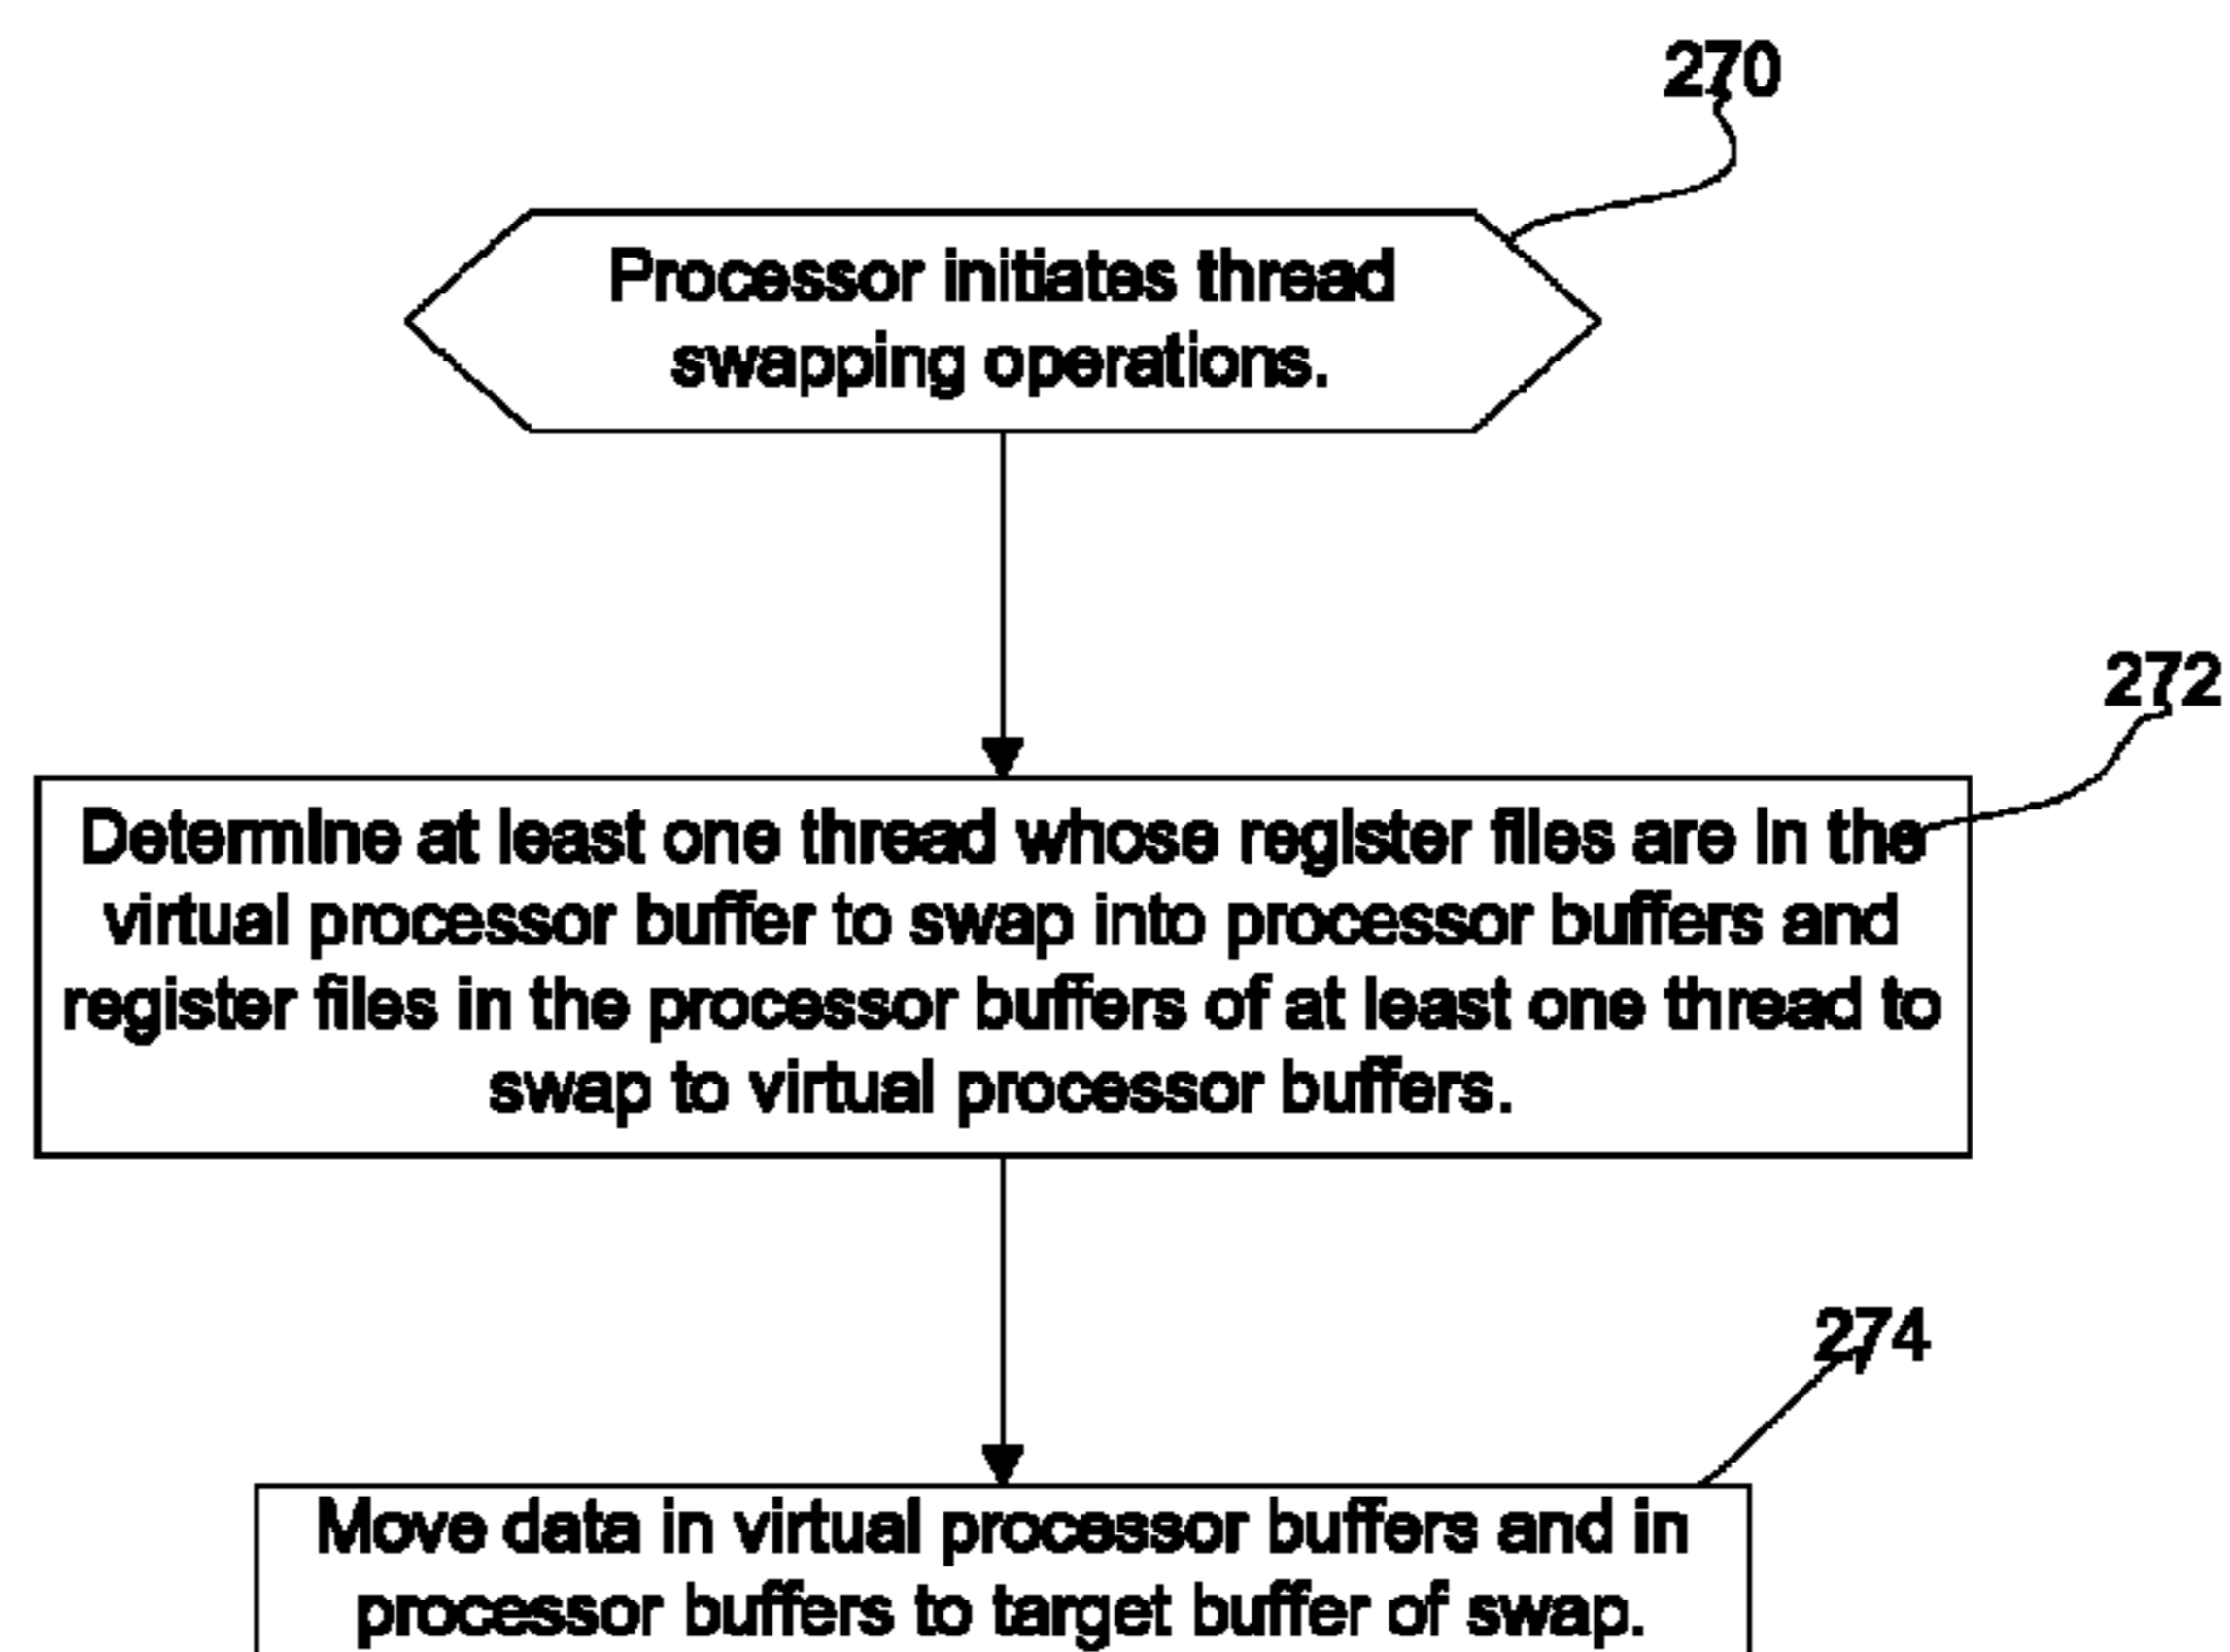 270
Processor initiates thread
swapping operations.
272
Determine at least one thread whose register files are in the
virtual processor buffer to swap into processor buffers and
register files in the processor buffers of at least one thread to
swap to virtual processor buffers.
274
Move data in virtual processor buffers and in
processor buffers to target buffer of swap.